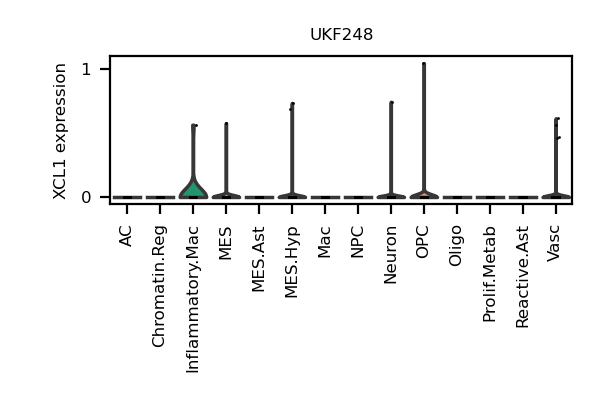 UKF248
XCL1 expression
1
0
AC
Chromatin.Reg
Inflammatory.Mac
MES
MES.Ast
MES.Hyp
Mac
NPC
Neuron
OPC
Oligo
Prolif.Metab
Reactive.Ast
Vasc